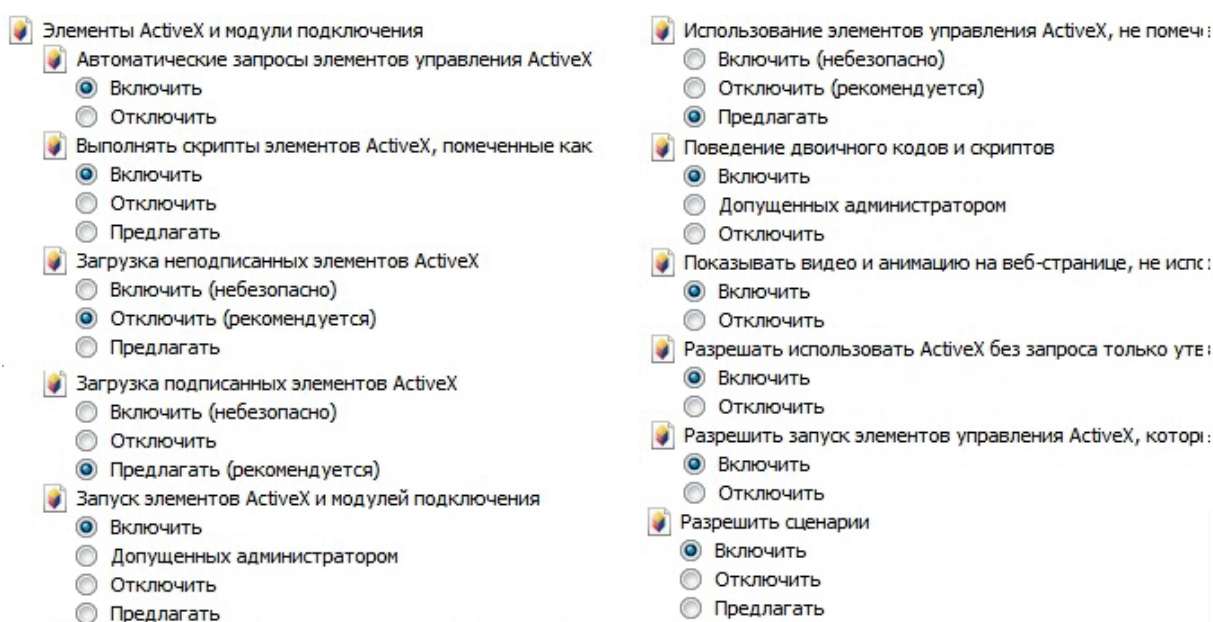 Элементы ActiveX и модули подключения
Автоматические запросы элементов управления ActiveX
Включить
Отключить
Выполнять скрипты элементов ActiveX, помеченные как
Включить
Отключить
Предлагать
Загрузка неподписанных элементов ActiveX
Включить (небезопасно)
Отключить (рекомендуется)
Предлагать
Загрузка подписанных элементов ActiveX
Включить (небезопасно)
Отключить
Предлагать (рекомендуется)
Запуск элементов ActiveX и модулей подключения
Включить
Допущенных администратором
Отключить
Предлагать
Использование элементов управления ActiveX, не
Включить (небезопасно)
Отключить (рекомендуется)
Предлагать
Поведение двоичного кодов и скриптов
Включить
Допущенных администратором
Отключить
Показывать видео и анимацию на веб-странице, не
Включить
Отключить
Разрешать использовать ActiveX без запроса только
Включить
Отключить
Разрешить запуск элементов управления ActiveX,
Включить
Отключить
Разрешить сценарии
Включить
Отключить
Предлагать